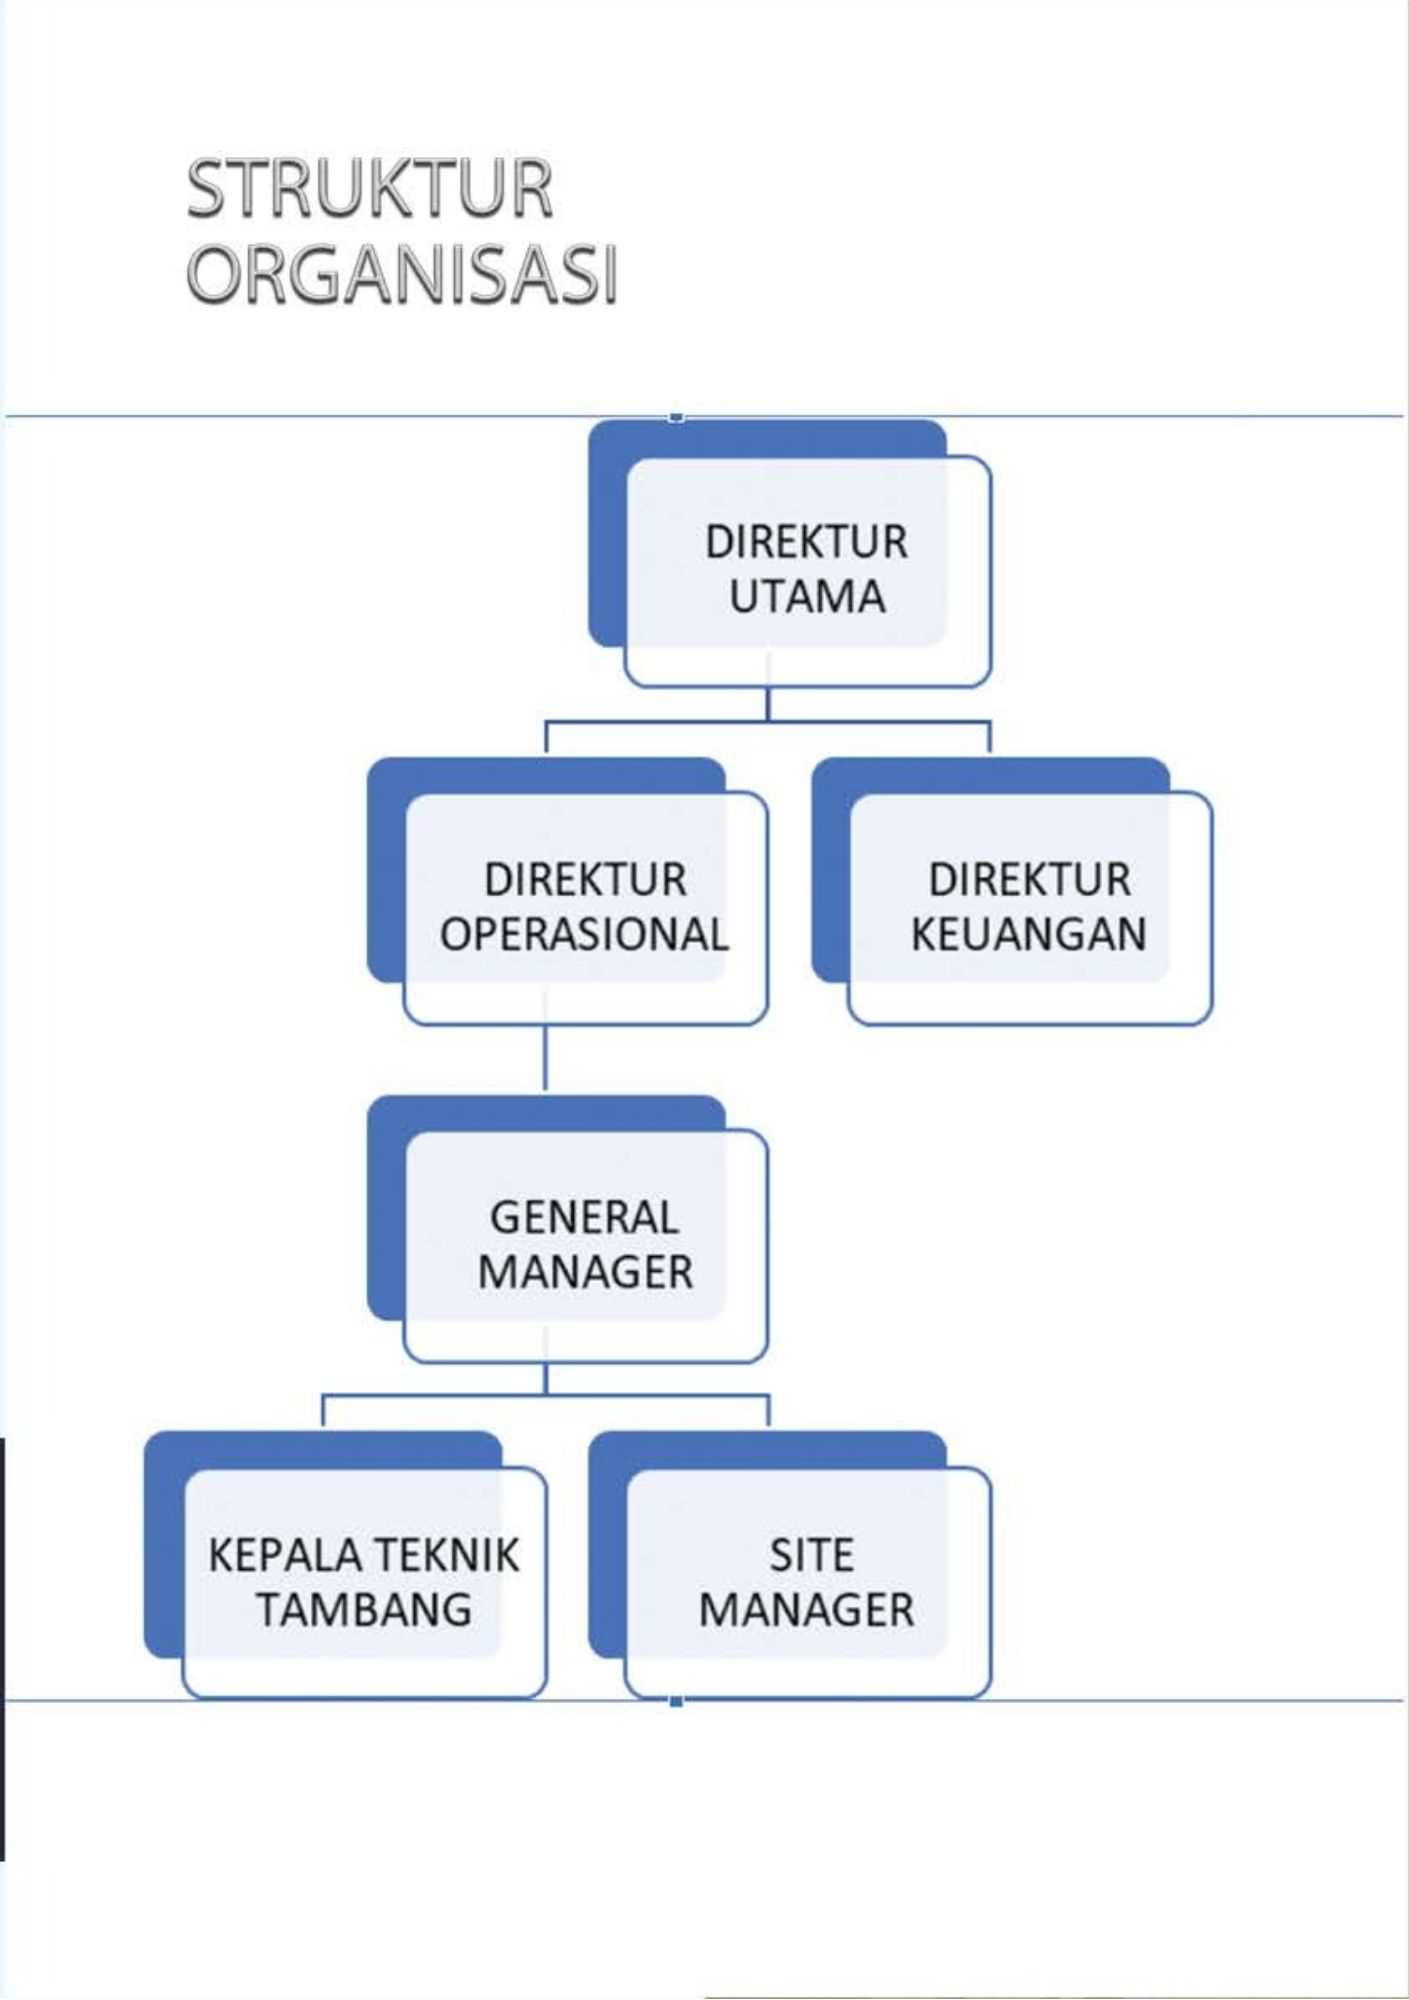 STRUKTUR
ORGANISASI
DIREKTUR
UTAMA
DIREKTUR
OPERASIONAL
DIREKTUR
KEUANGAN
GENERAL
MANAGER
KEPALA TEKNIK
TAMBANG
SITE
MANAGER